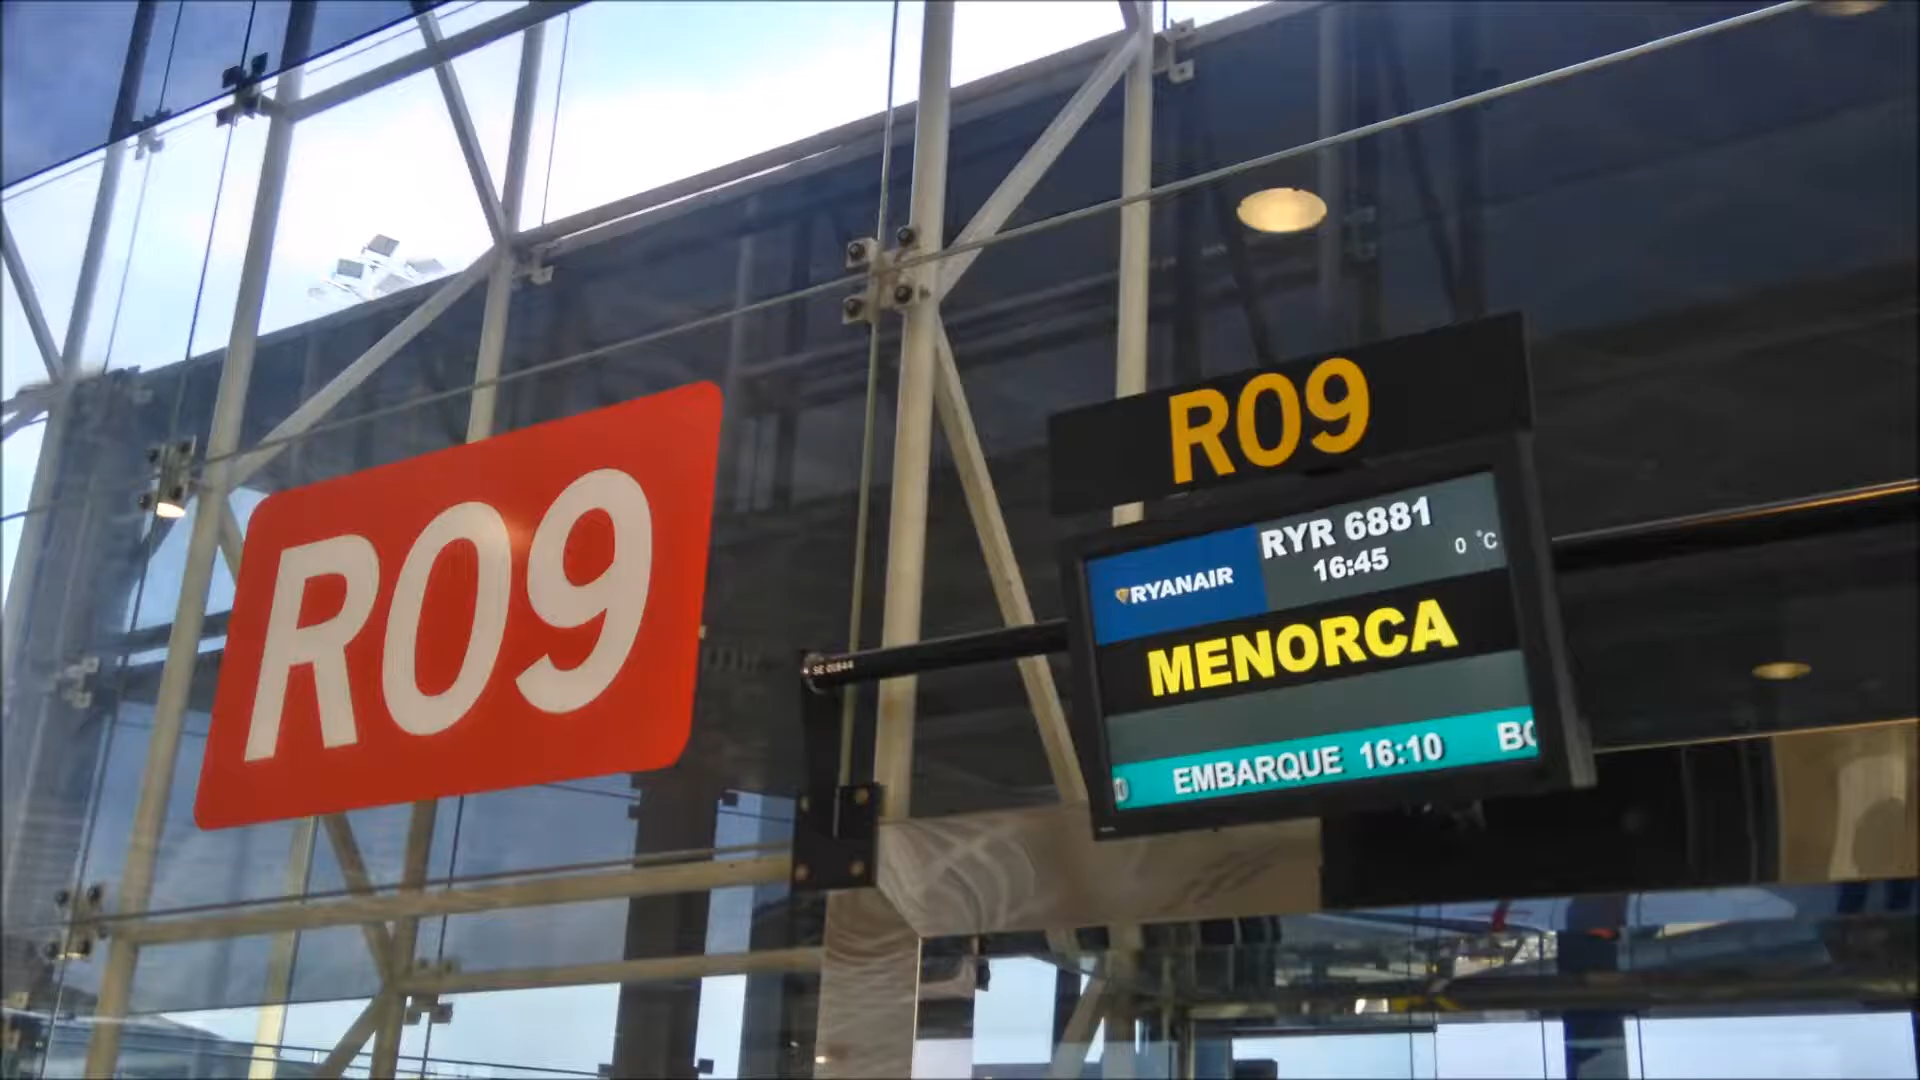 R09
R09
RYR 6881
RYANAIR
16:45
0 °C
MENORCA
EMBARQUE 16:10